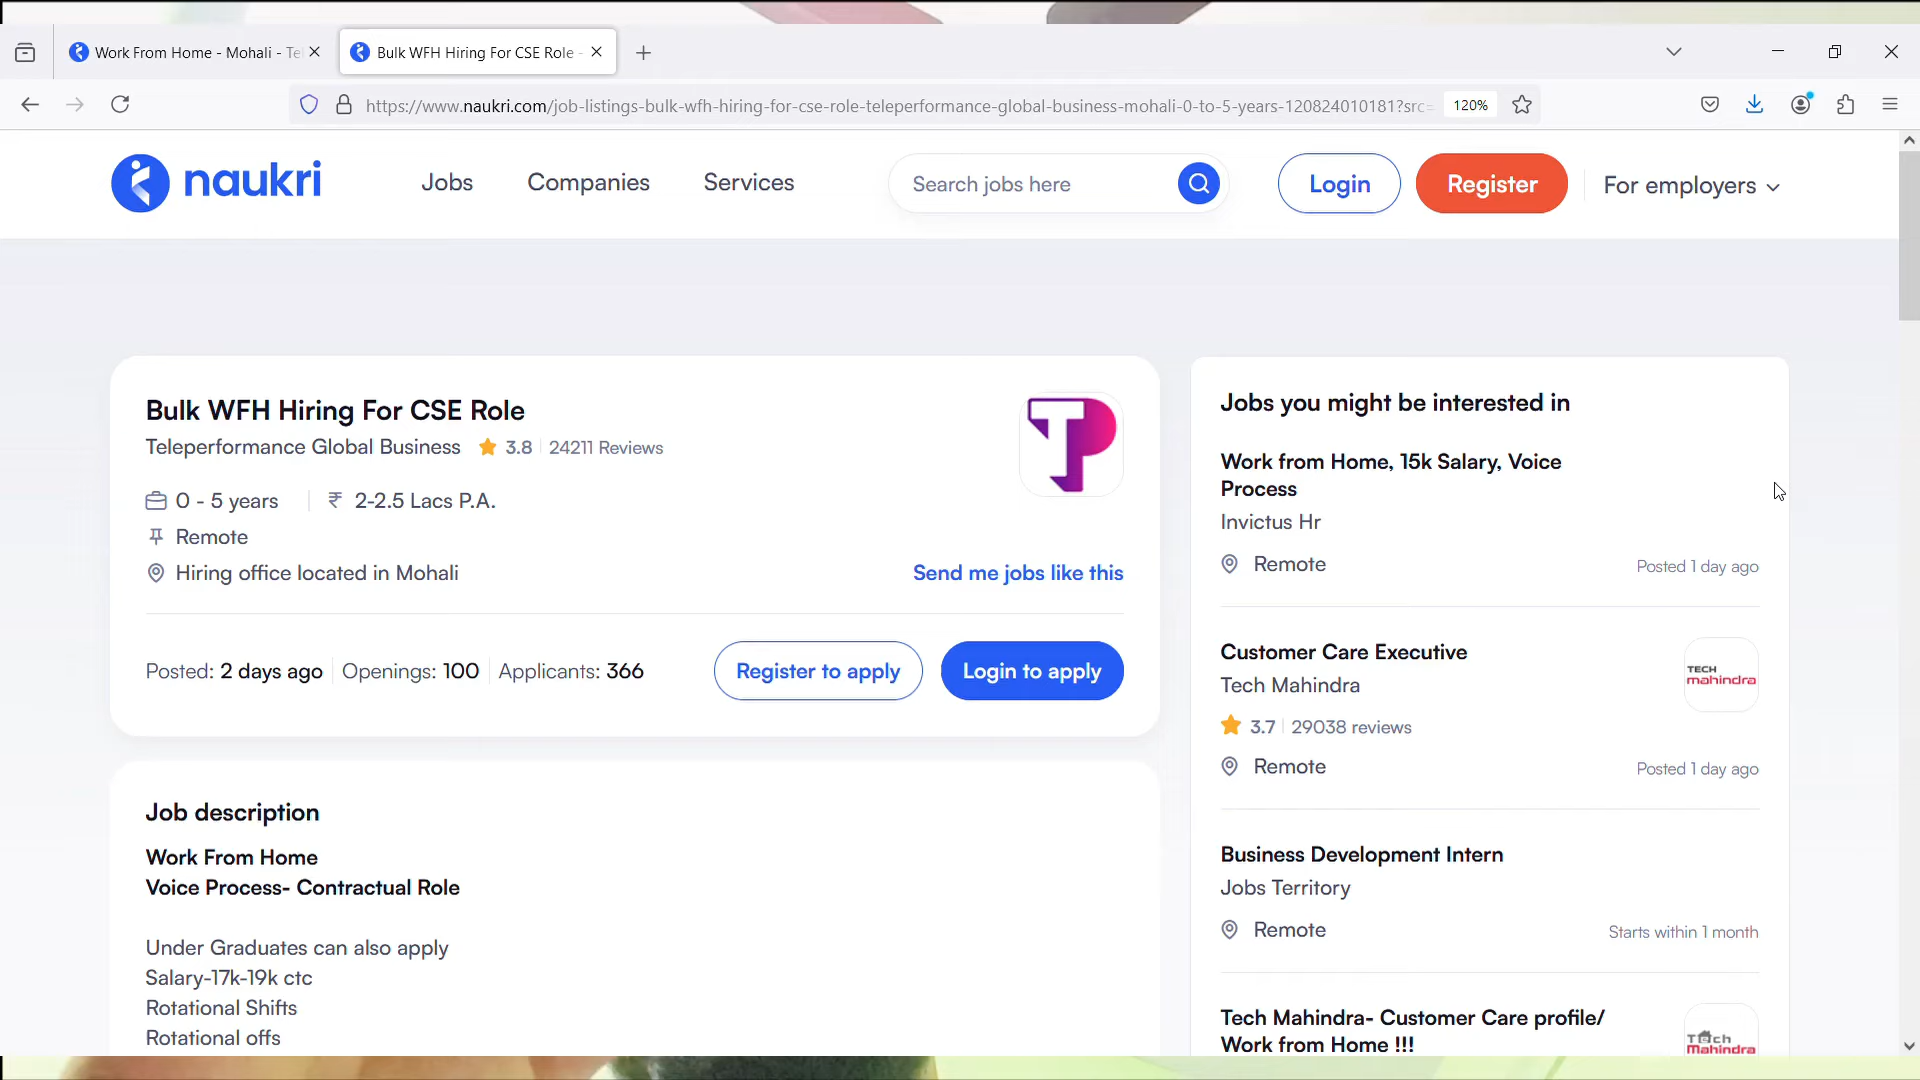 Work From Home - Mohali - Te
Bulk WFH Hiring For CSE Role -
https://www.naukri.com/job-listings-bulk-wfh-hiring-for-cse-role-teleperformance-global-business-mohali-0-to-5-years-120824010181?src=
120%
naukri
Jobs
Companies
Services
Search jobs here
Login
Register
For employers
Bulk WFH Hiring For CSE Role
Teleperformance Global Business 3.8 24211 Reviews
0 - 5 years
₹ 2-2.5 Lacs P.A.
Remote
Hiring office located in Mohali
Send me jobs like this
Posted: 2 days ago Openings: 100 Applicants: 366
Register to apply
Login to apply
Job description
Work From Home
Voice Process- Contractual Role
Under Graduates can also apply
Salary-17k-19k ctc
Rotational Shifts
Rotational offs
Jobs you might be interested in
Work from Home, 15k Salary, Voice
Process
Invictus Hr
Remote
Posted 1 day ago
Customer Care Executive
Tech Mahindra
TECH
mahindra
3.7 29038 reviews
Remote
Posted 1 day ago
Business Development Intern
Jobs Territory
Remote
Starts within 1 month
Tech Mahindra- Customer Care profile/
Work from Home !!!
Tech
Mahindra